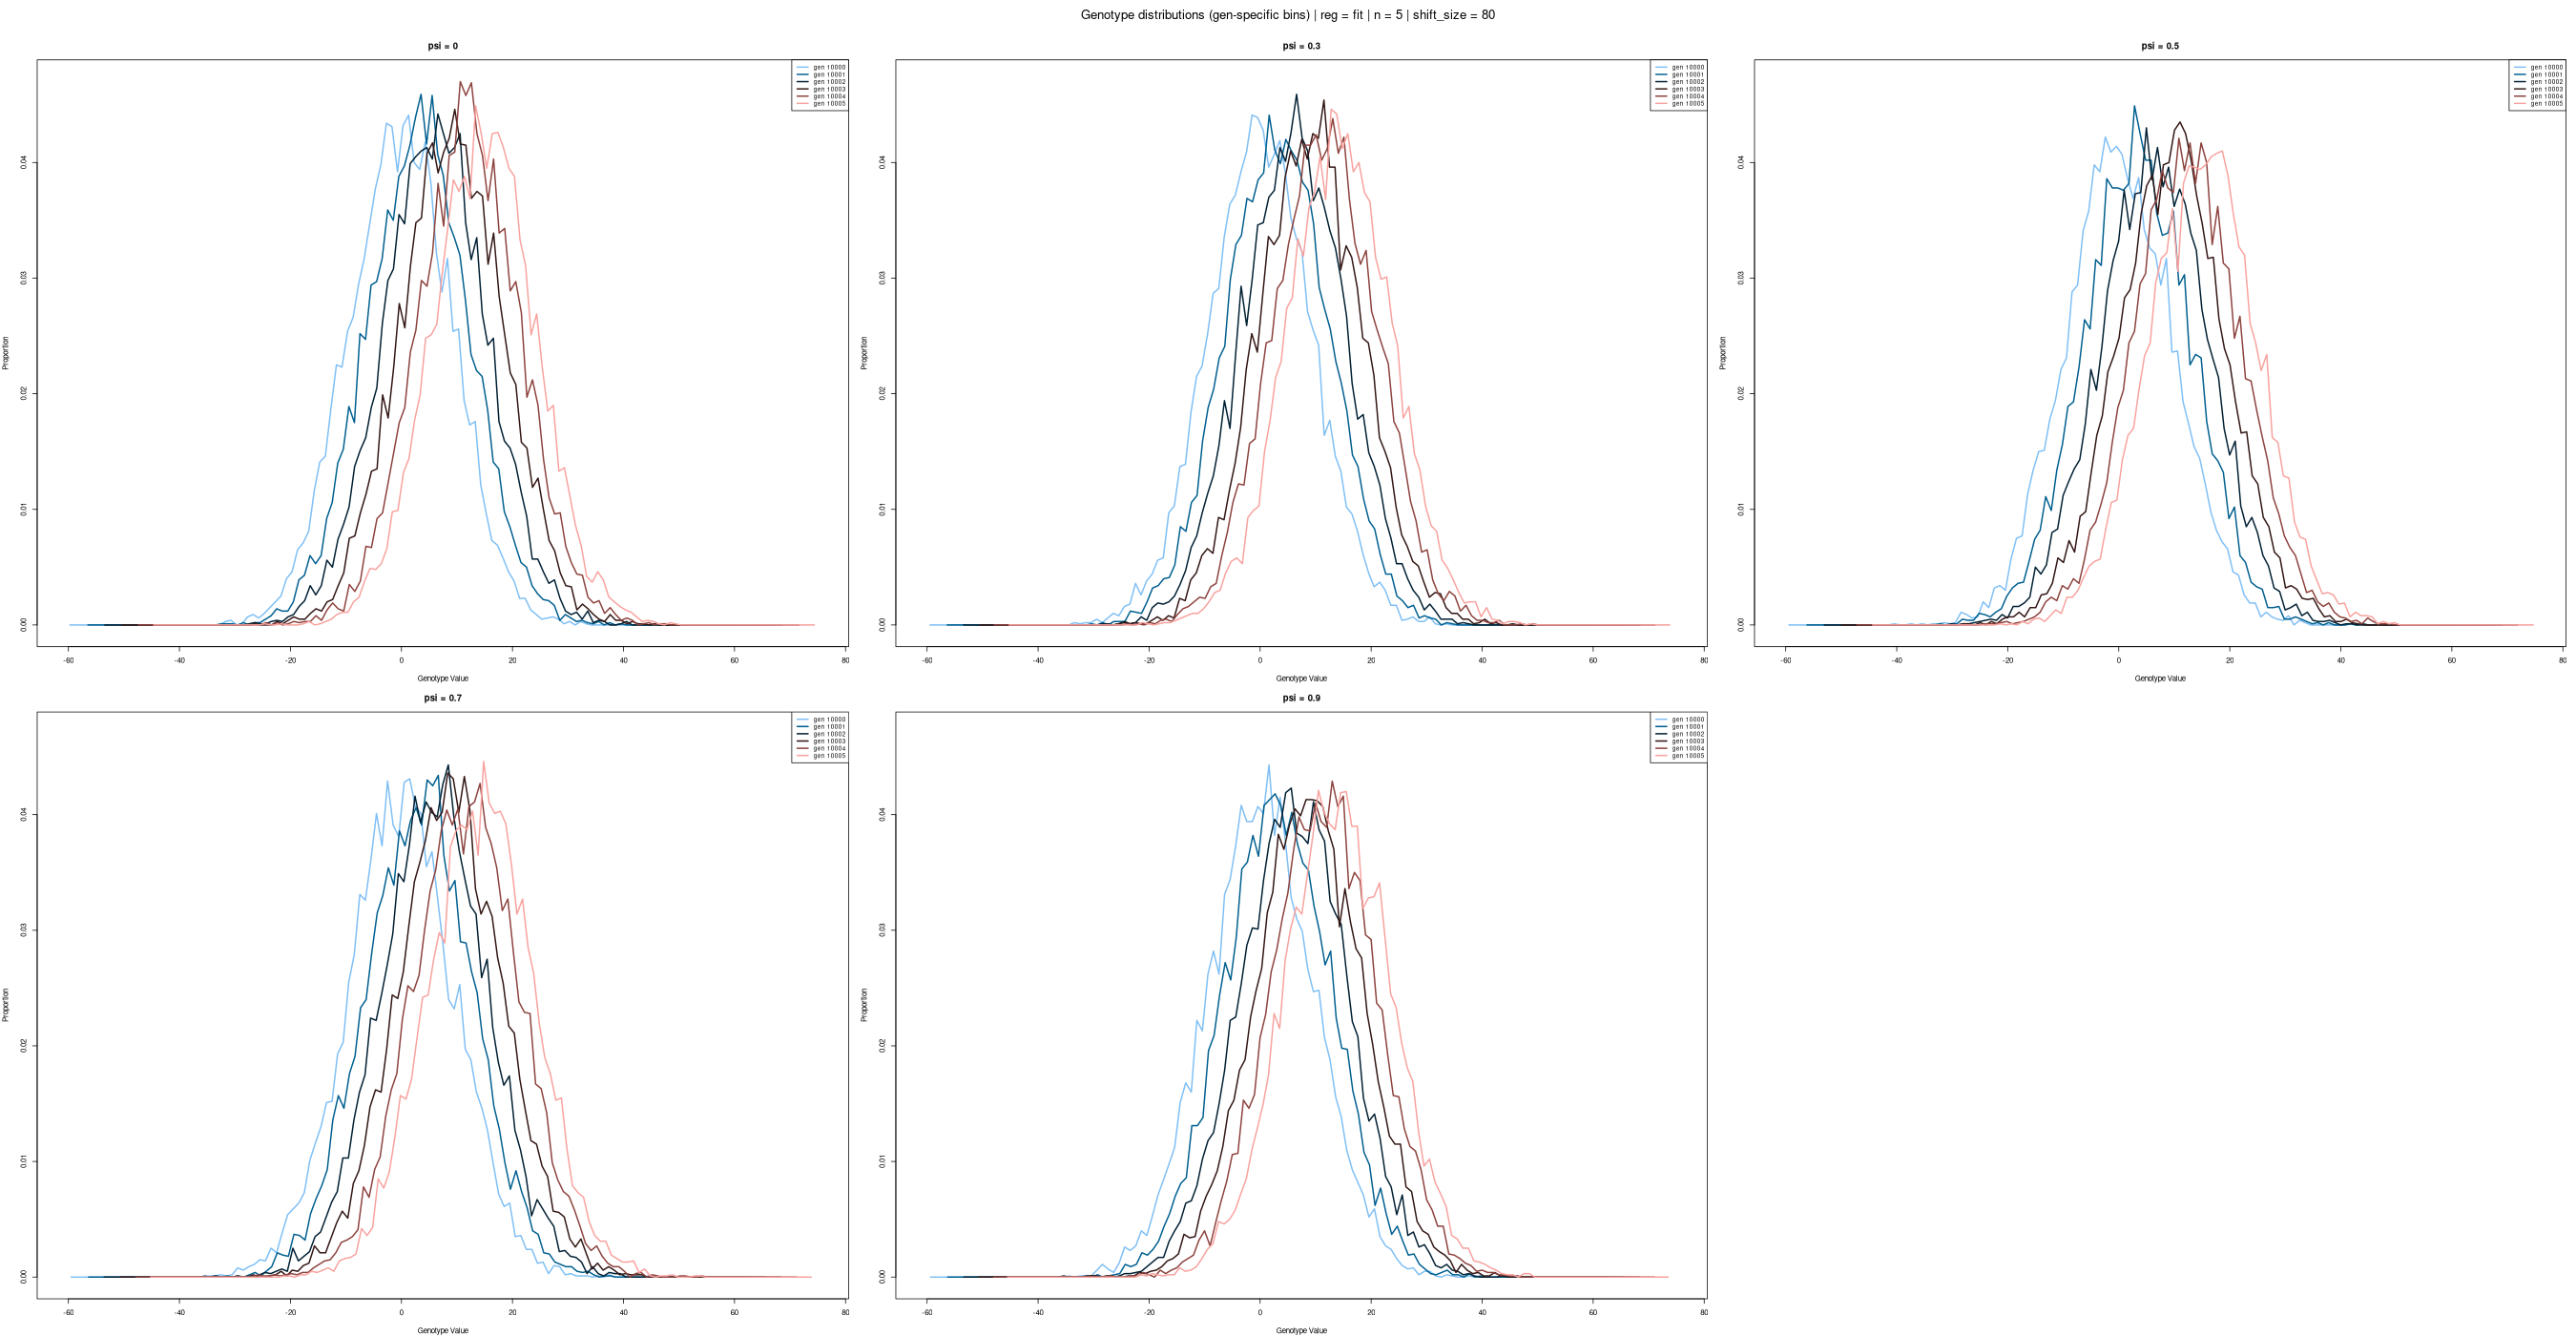 Genotype distributions (gen-specific bins) | reg = fit | n = 5 | shift_size = 80
psi = 0
gen 10000
gen 10001
gen 10002
gen 10003
gen 10004
gen 10005
Proportion
0.04
0.03
0.02
0.01
0.00
-60 -40 -20 0 20 40 60 80
Genotype Value
psi = 0.3
gen 10000
gen 10001
gen 10002
gen 10003
gen 10004
gen 10005
Proportion
0.04
0.03
0.02
0.01
0.00
-60 -40 -20 0 20 40 60 80
Genotype Value
psi = 0.5
gen 10000
gen 10001
gen 10002
gen 10003
gen 10004
gen 10005
Proportion
0.04
0.03
0.02
0.01
0.00
-60 -40 -20 0 20 40 60 80
Genotype Value
psi = 0.7
gen 10000
gen 10001
gen 10002
gen 10003
gen 10004
gen 10005
Proportion
0.04
0.03
0.02
0.01
0.00
-60 -40 -20 0 20 40 60 80
Genotype Value
psi = 0.9
gen 10000
gen 10001
gen 10002
gen 10003
gen 10004
gen 10005
Proportion
0.04
0.03
0.02
0.01
0.00
-60 -40 -20 0 20 40 60 80
Genotype Value